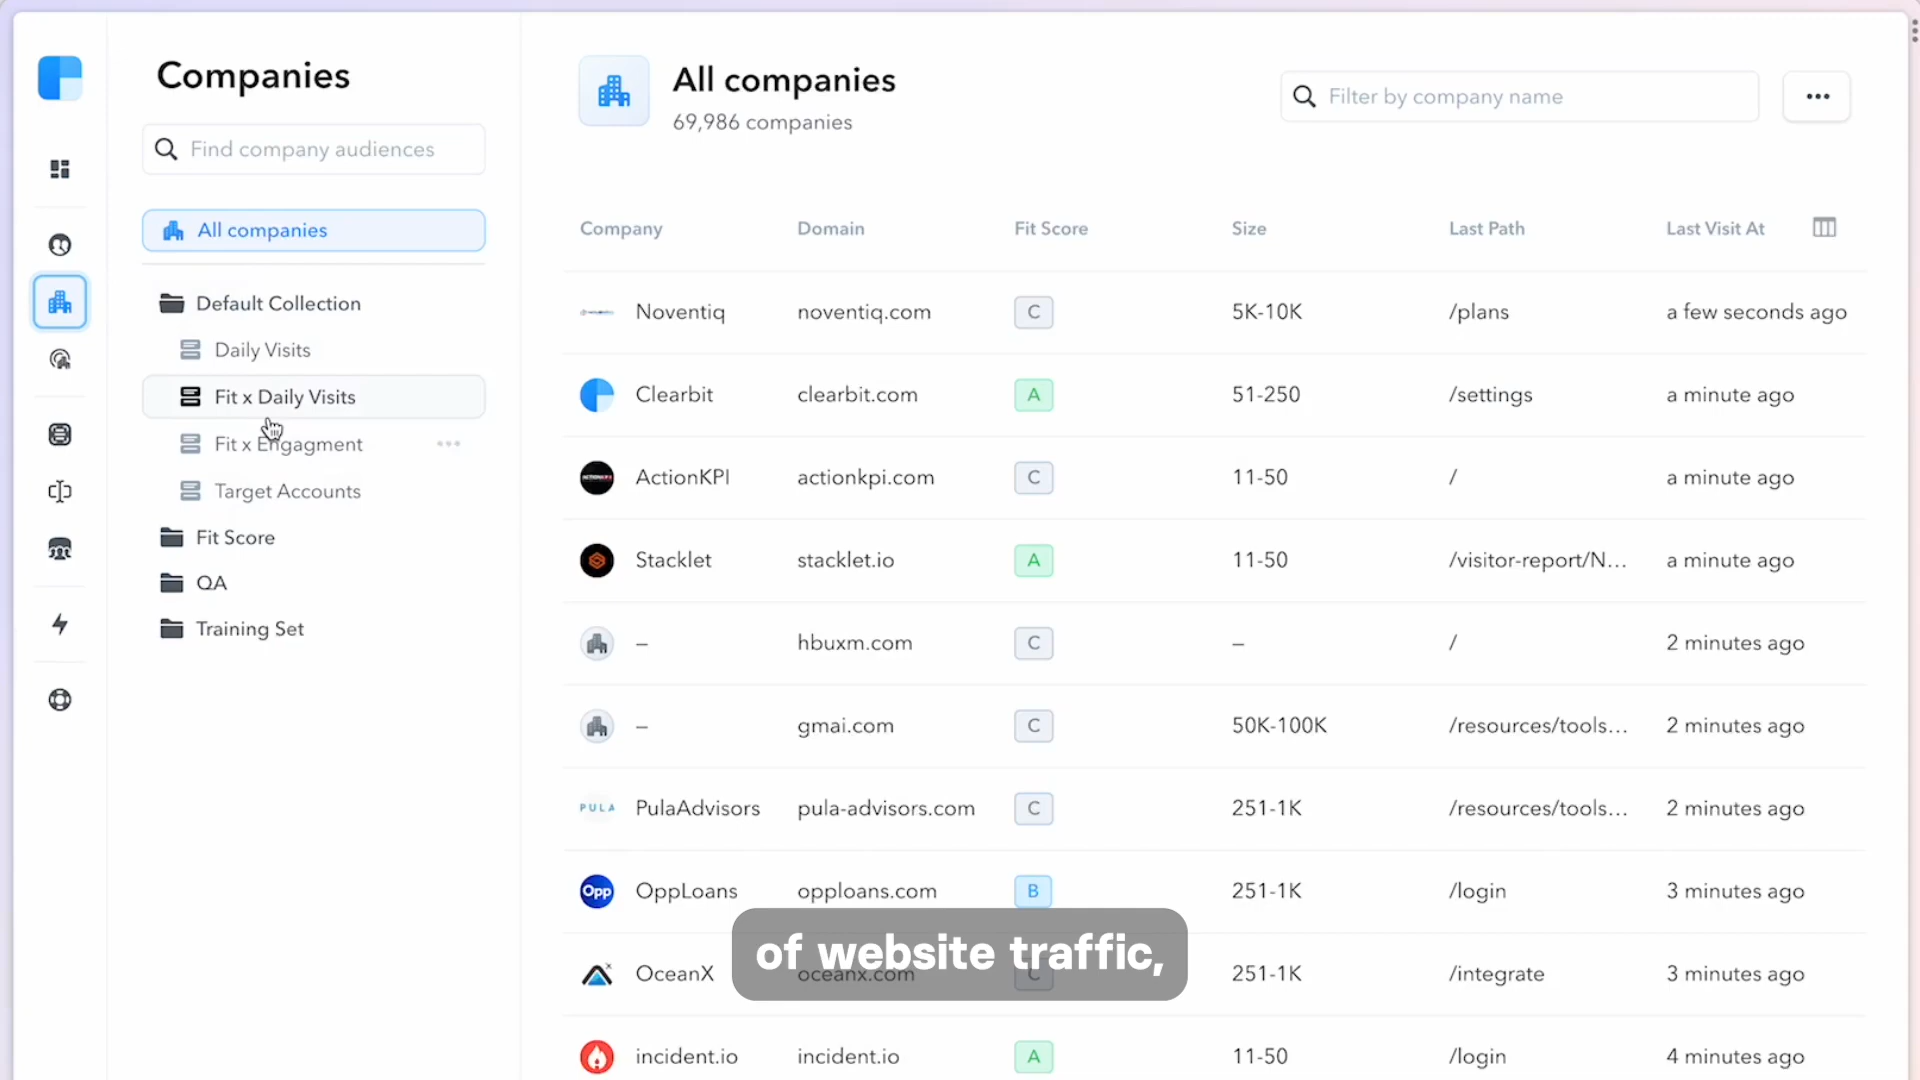 Companies
Find company audiences
All companies
Default Collection
Daily Visits
Fit x Daily Visits
Fit x Engagment
Target Accounts
Fit Score
QA
Training Set
All companies
69,986 companies
Filter by company name
Company Domain Fit Score Size Last Path Last Visit At
Noventiq noventiq.com C 5K-10K /plans a few seconds ago
Clearbit clearbit.com A 51-250 /settings a minute ago
ActionKPI actionkpi.com C 11-50 / a minute ago
Stacklet stacklet.io A 11-50 /visitor-report/N... a minute ago
– hbuxm.com C – / 2 minutes ago
– gmai.com C 50K-100K /resources/tools... 2 minutes ago
PULA PulaAdvisors pula-advisors.com C 251-1K /resources/tools... 2 minutes ago
Opp OppLoans opploans.com B 251-1K /login 3 minutes ago
OceanX oceanx.com C 251-1K /integrate 3 minutes ago
of website traffic,
incident.io incident.io A 11-50 /login 4 minutes ago